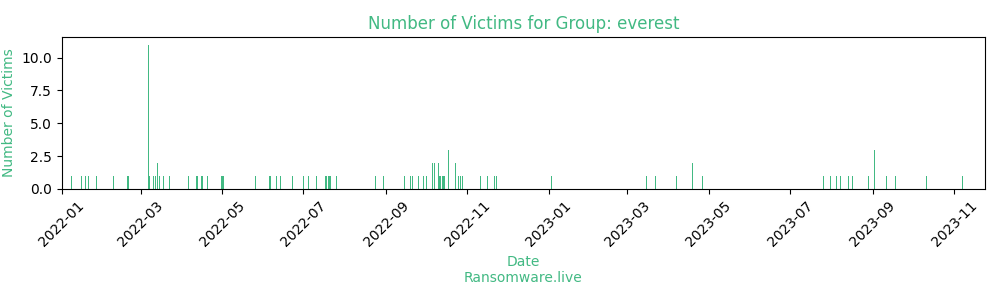 Number of Victims for Group: everest
Number of Victims
10.0
7.5
5.0
2.5
0.0
2022-01 2022-03 2022-05 2022-07 2022-09 2022-11 2023-01 2023-03 2023-05 2023-07 2023-09 2023-11
Date
Ransomware.live